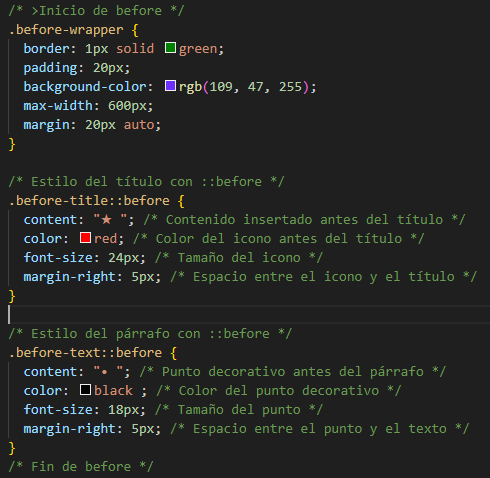 /* >Inicio de before */
.before-wrapper {
  border: 1px solid green;
  padding: 20px;
  background-color: rgb(109, 47, 255);
  max-width: 600px;
  margin: 20px auto;
}
/* Estilo del título con ::before */
.before-title::before {
  content: "★ "; /* Contenido insertado antes del título */
  color: red; /* Color del icono antes del título */
  font-size: 24px; /* Tamaño del icono */
  margin-right: 5px; /* Espacio entre el icono y el título */
}
/* Estilo del párrafo con ::before */
.before-text::before {
  content: "• "; /* Punto decorativo antes del párrafo */
  color: black ; /* Color del punto decorativo */
  font-size: 18px; /* Tamaño del punto */
  margin-right: 5px; /* Espacio entre el punto y el texto */
}
/* Fin de before */